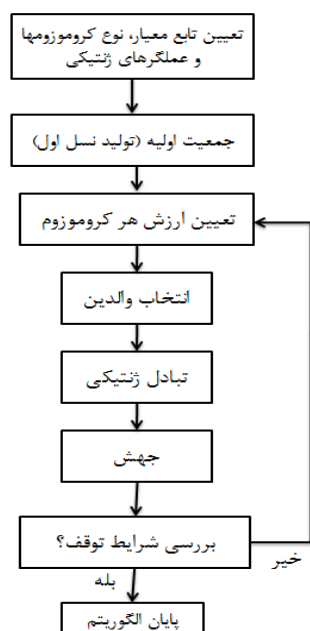 تعیین تابع معیار، نوع کروموزومها
و عملگرهای ژنتیکی
جمعیت اولیه (تولید نسل اول)
تعیین ارزش هر کروموزوم
انتخاب والدین
تبادل ژنتیکی
جهش
بررسی شرایط توقف؟
خیر
بله
پایان الگوریتم